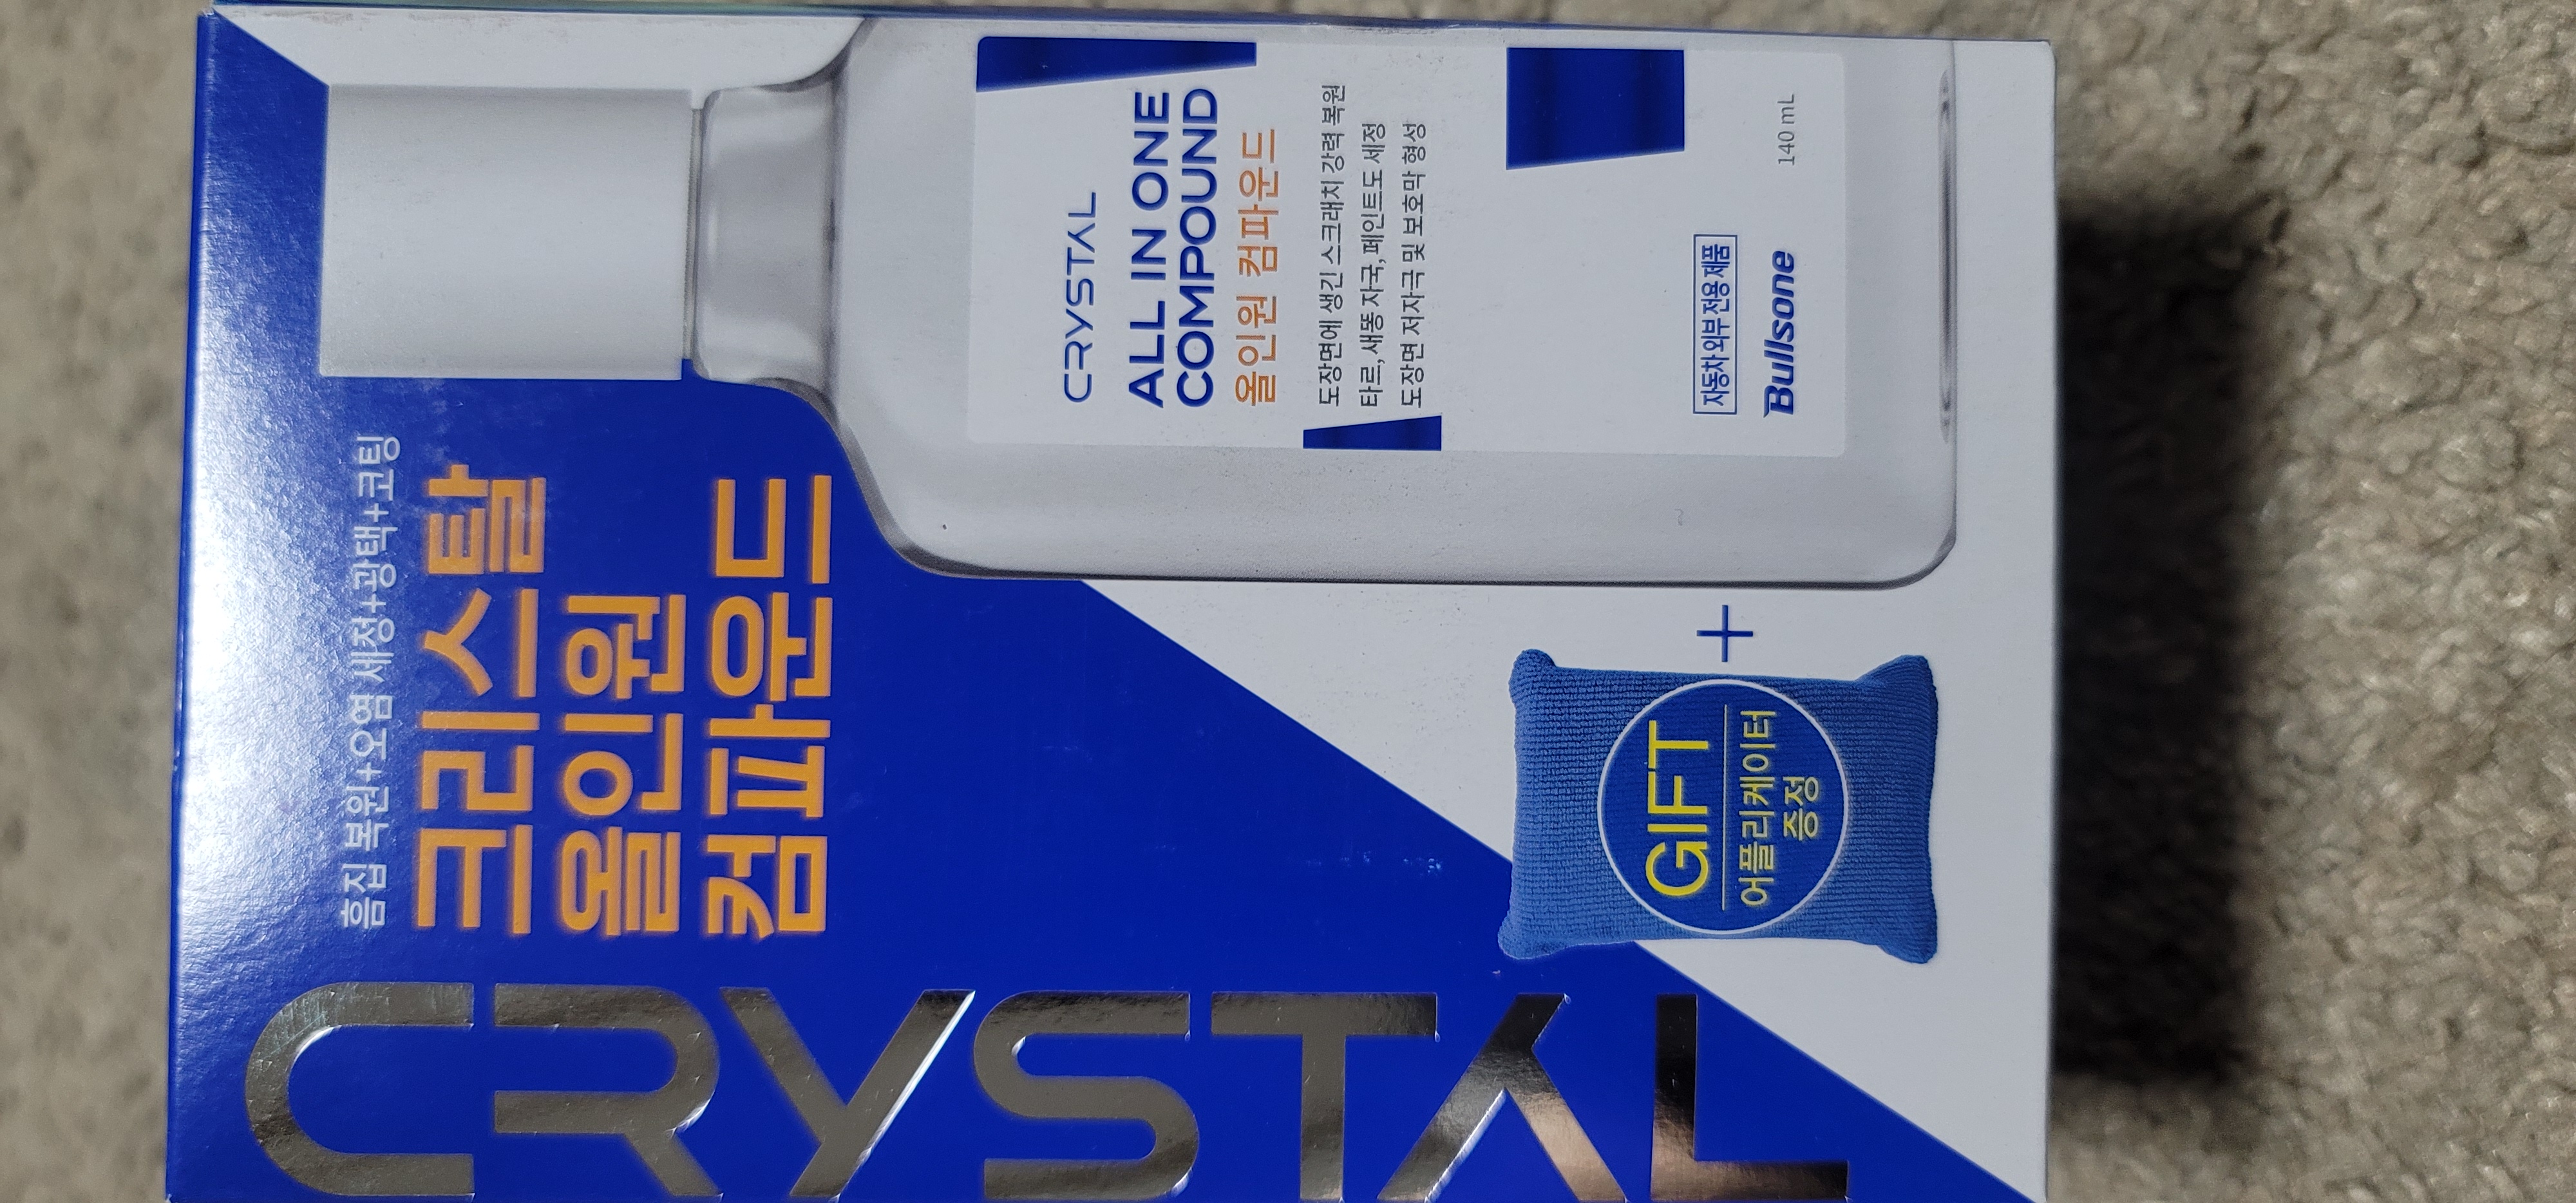 CRYSTAL
흠집 복원+오염 세정+광택+코팅
크리스탈
올인원
컴파운드
CRYSTAL
ALL IN ONE
COMPOUND
올인원 컴파운드
도장면에 생긴 스크래치 강력 복원
타르, 새똥 자국, 페인트도 세정
도장면 저자극 및 보호막 형성
자동차 외부 전용 제품
Bullsone
140 mL
+
GIFT
어플리케이터
증정